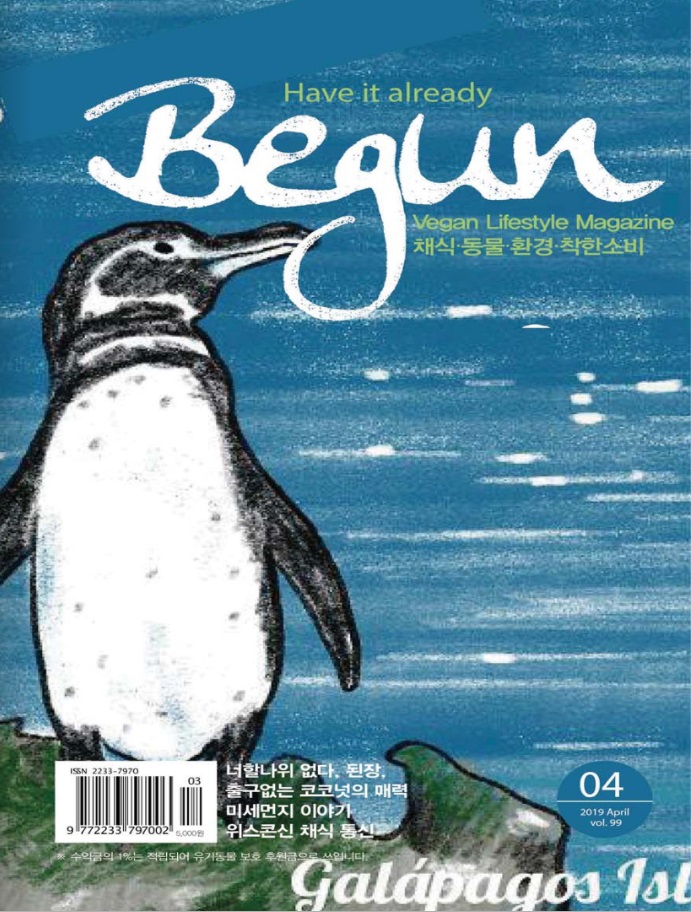 Have it already
Begun
Vegan Lifestyle Magazine
채식·동물·환경·착한소비
ISSN 2233-7970
03
9 772233 797002
5,000원
너할나위 없다, 된장,
출구없는 코코넛의 매력
미세먼지 이야기
위스콘신 채식 통신
※ 수익금의 1%는 적립되어 유기동물 보호 후원금으로 쓰입니다.
04
2019 April
vol. 99
Galápagos Isl